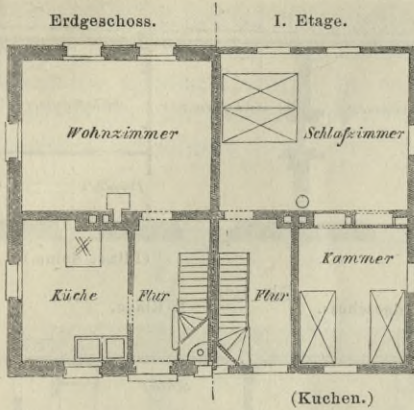 Erdgeschoss. I. Etage.
Wohnzimmer Schlafzimmer
Küche Flur Flur Kammer
(Kuchen.)